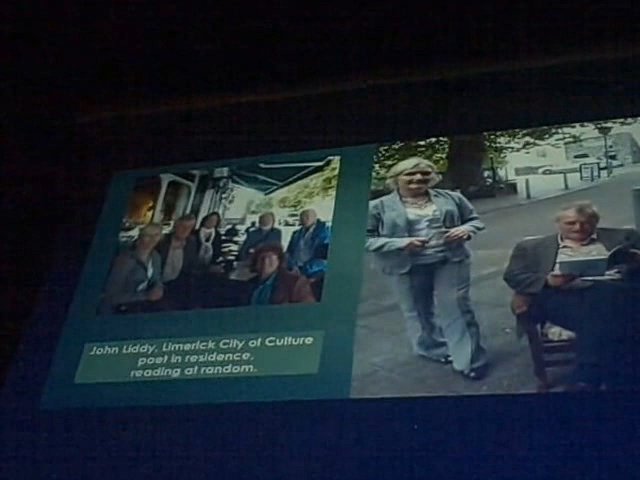 John Liddy, Limerick City of Culture
poet in residence,
reading at random.